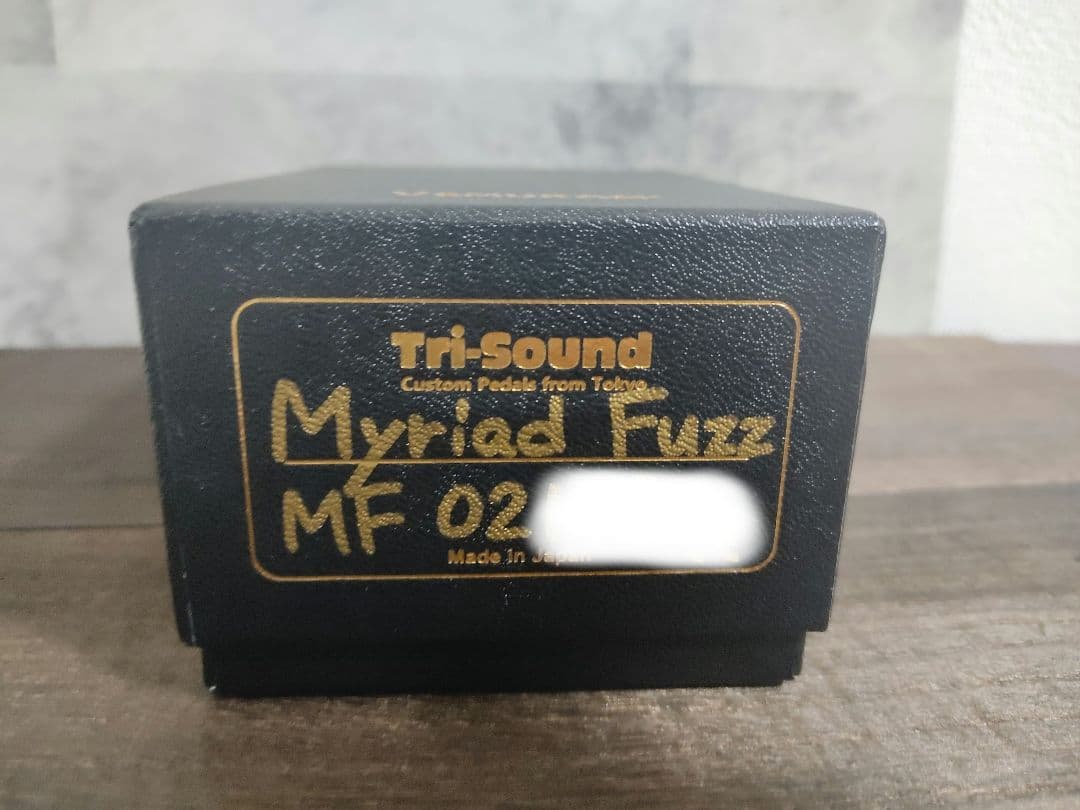 Tri-Sound
Custom Pedals from Tokyo
Myriad Fuzz
MF 02
Made in Japan